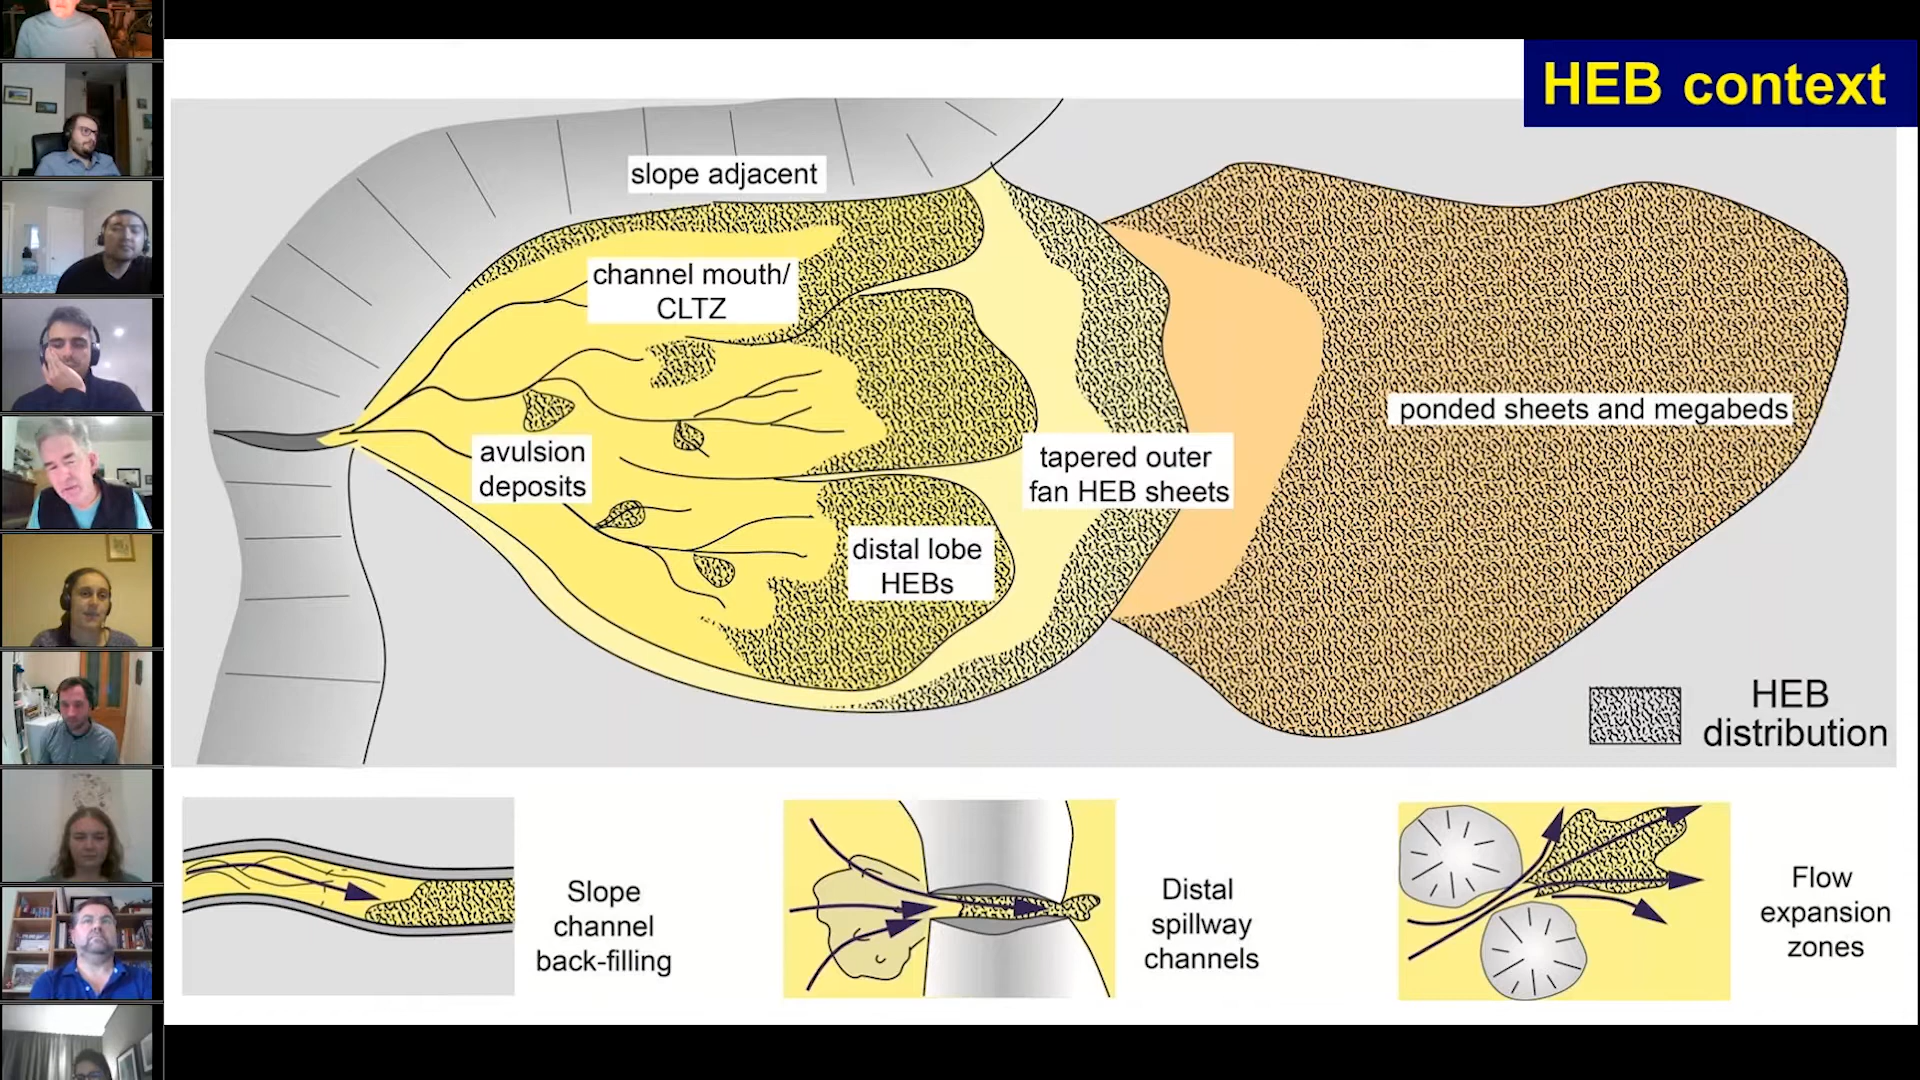 HEB context
slope adjacent
channel mouth/
CLTZ
avulsion
deposits
distal lobe
HEBs
tapered outer
fan HEB sheets
ponded sheets and megabeds
HEB
distribution
Slope
channel
back-filling
Distal
spillway
channels
Flow
expansion
zones